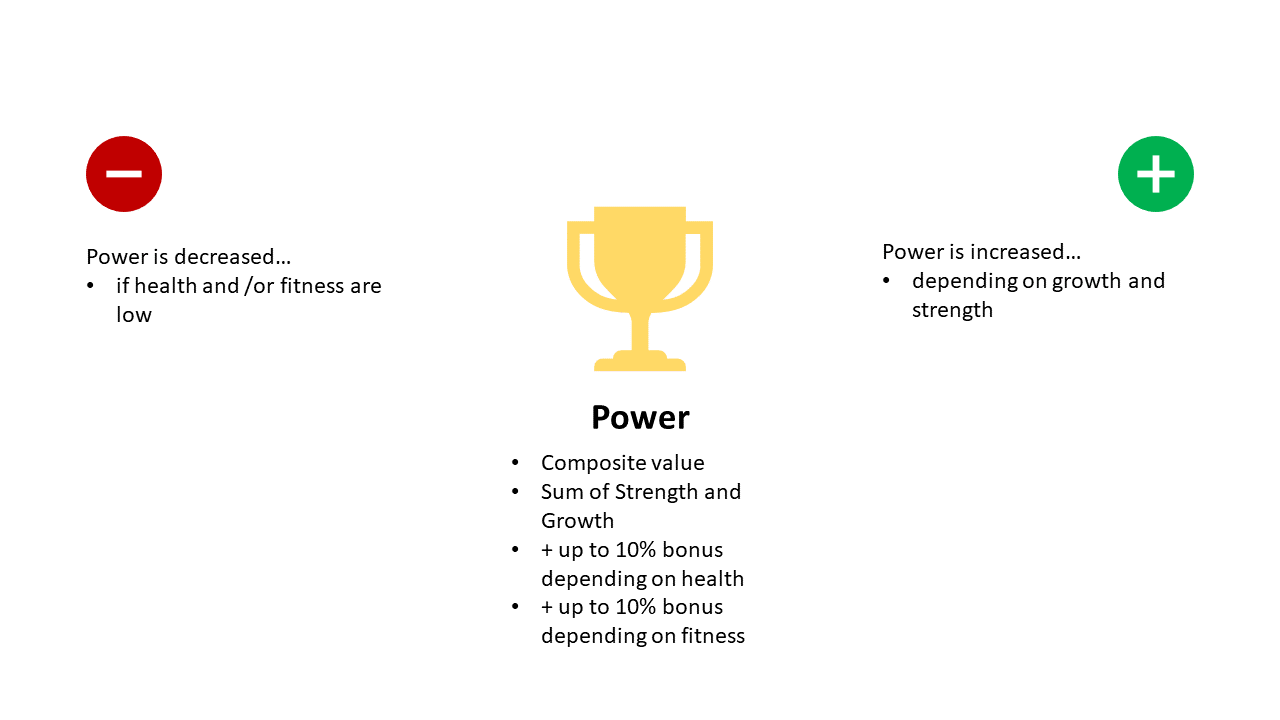 Power is decreased...
• if health and /or fitness are
low
Power is increased...
• depending on growth and
strength
Power
• Composite value
• Sum of Strength and
Growth
• + up to 10% bonus
depending on health
• + up to 10% bonus
depending on fitness